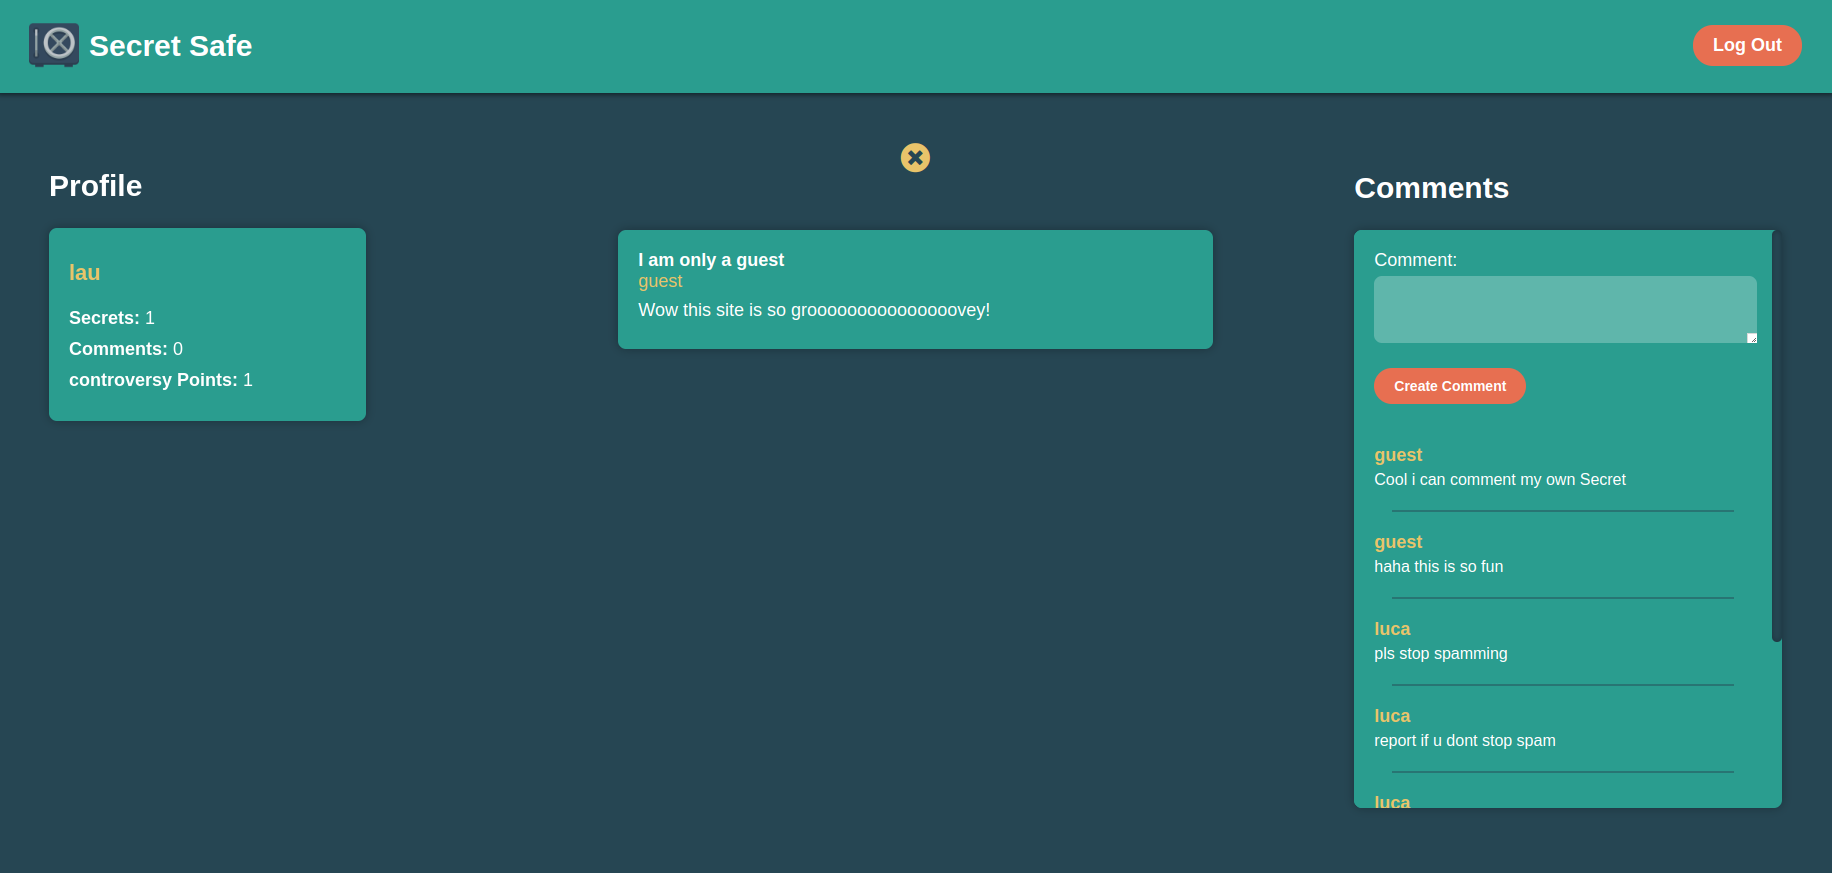 Secret Safe
Log Out
Profile
lau
Secrets: 1
Comments: 0
controversy Points: 1
I am only a guest
guest
Wow this site is so groooooooooooooovey!
Comments
Comment:
Create Comment
guest
Cool i can comment my own Secret
guest
haha this is so fun
luca
pls stop spamming
luca
report if u dont stop spam
luca